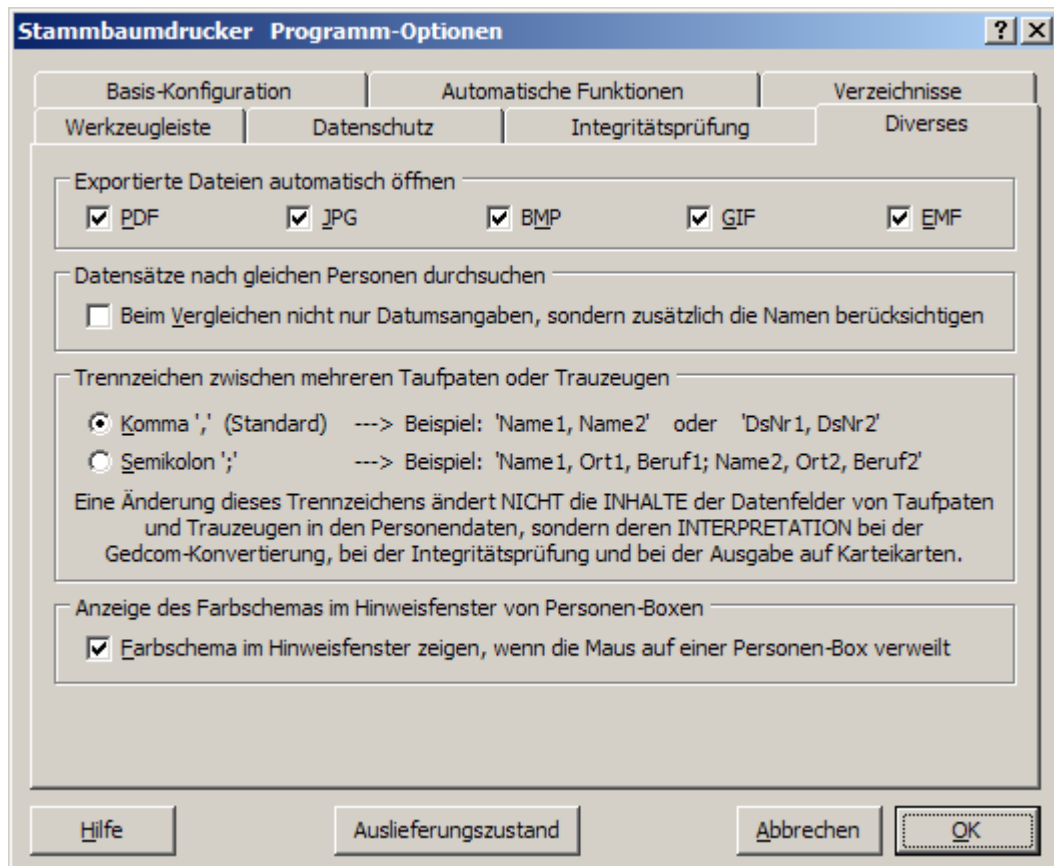 Stammbaumdrucker Programm-Optionen
Basis-Konfiguration Automatische Funktionen Verzeichnisse
Werkzeugleiste Datenschutz Integritätsprüfung Diverses
Exportierte Dateien automatisch öffnen
PDF JPG BMP GIF EMF
Datensätze nach gleichen Personen durchsuchen
Beim Vergleichen nicht nur Datumsangaben, sondern zusätzlich die Namen berücksichtigen
Trennzeichen zwischen mehreren Taufpaten oder Trauzeugen
Komma ',' (Standard) ---> Beispiel: 'Name1, Name2' oder 'DsNr1, DsNr2'
Semikolon ';' ---> Beispiel: 'Name1, Ort1, Beruf1; Name2, Ort2, Beruf2'
Eine Änderung dieses Trennzeichens ändert NICHT die INHALTE der Datenfelder von Taufpaten
und Trauzeugen in den Personendaten, sondern deren INTERPRETATION bei der
Gedcom-Konvertierung, bei der Integritätsprüfung und bei der Ausgabe auf Karteikarten.
Anzeige des Farbschemas im Hinweisfenster von Personen-Boxen
Farbschema im Hinweisfenster zeigen, wenn die Maus auf einer Personen-Box verweilt
Hilfe Auslieferungszustand Abbrechen OK